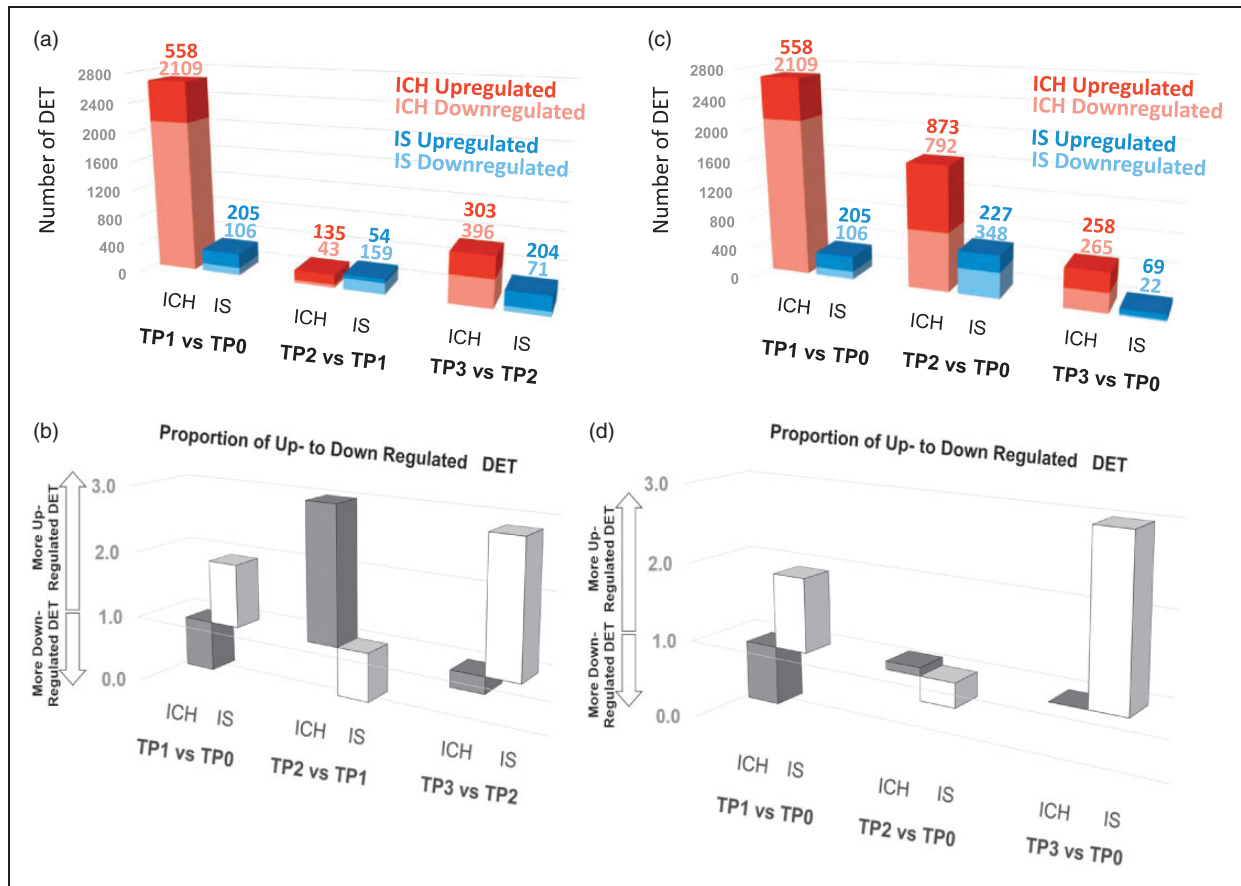 (a)
558
2109
2800
2400
2000
1600
1200
800
400
0
Number of DET
ICH Upregulated
ICH Downregulated
IS Upregulated
IS Downregulated
205
106
135
43
54
159
303
396
204
71
ICH IS
ICH IS
ICH IS
TP1 vs TP0
TP2 vs TP1
TP3 vs TP2
(c)
558
2109
2800
2400
2000
1600
1200
800
400
0
Number of DET
ICH Upregulated
ICH Downregulated
IS Upregulated
IS Downregulated
873
792
205
106
227
348
258
265
69
22
ICH IS
ICH IS
ICH IS
TP1 vs TP0
TP2 vs TP0
TP3 vs TP0
(b)
Proportion of Up- to Down Regulated DET
More Up-
Regulated DET
More Down-
Regulated DET
3.0
2.0
1.0
0.0
ICH IS
ICH IS
ICH IS
TP1 vs TP0
TP2 vs TP1
TP3 vs TP2
(d)
Proportion of Up- to Down Regulated DET
More Up-
Regulated DET
More Down-
Regulated DET
3.0
2.0
1.0
0.0
ICH IS
ICH IS
ICH IS
TP1 vs TP0
TP2 vs TP0
TP3 vs TP0